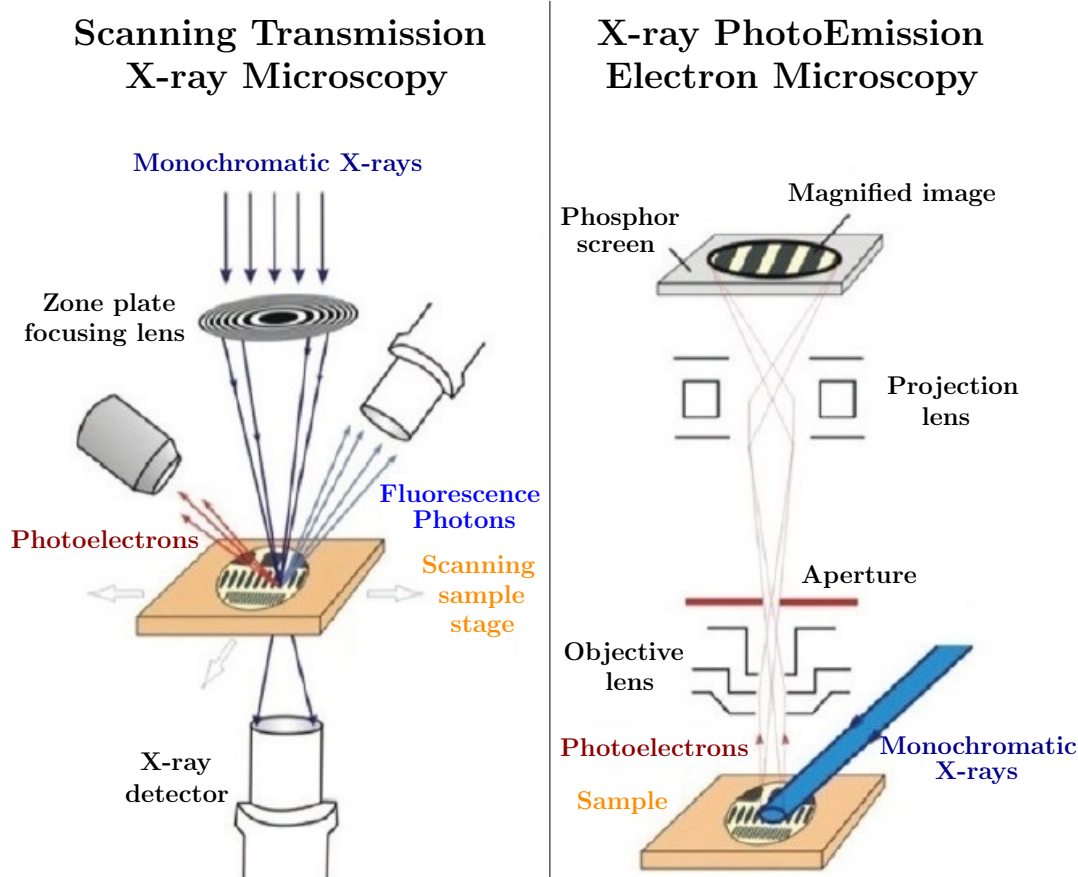 Scanning Transmission
X-ray Microscopy
Monochromatic X-rays
Zone plate
focusing lens
Fluorescence
Photons
Photoelectrons
Scanning
sample
stage
X-ray
detector
X-ray PhotoEmission
Electron Microscopy
Magnified image
Phosphor
screen
Projection
lens
Aperture
Objective
lens
Photoelectrons
Monochromatic
X-rays
Sample